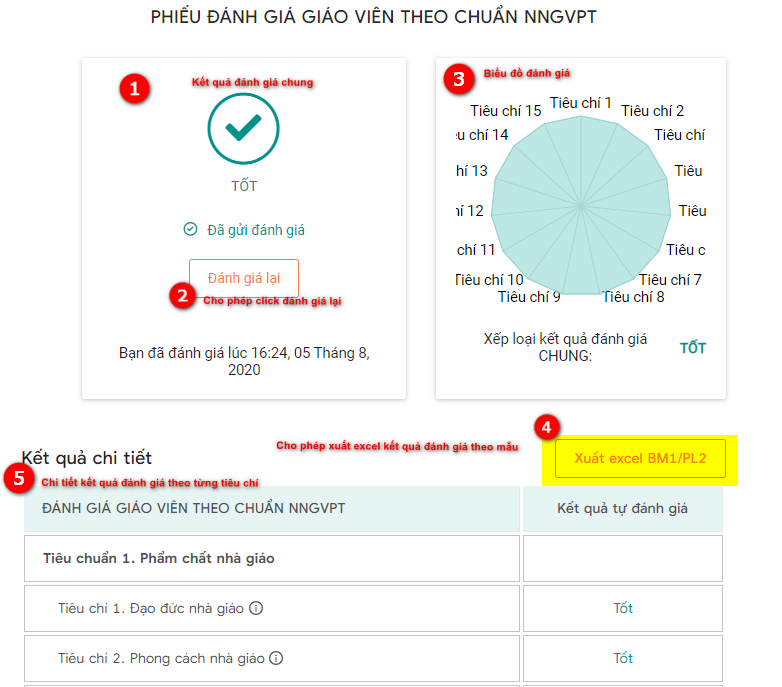 PHIẾU ĐÁNH GIÁ GIÁO VIÊN THEO CHUẨN NNGVPT
1
Kết quả đánh giá chung
TỐT
Đã gửi đánh giá
Đánh giá lại
2
Cho phép click đánh giá lại
Bạn đã đánh giá lúc 16:24, 05 Tháng 8,
2020
3
Biểu đồ đánh giá
Tiêu chí 1
Tiêu chí 15
Tiêu chí 2
êu chí 14
Tiêu chí
hí 13
Tiêu
hí 12
Tiêu
chí 11
Tiêu c
Tiêu chí 10
Tiêu chí 7
Tiêu chí 9
Tiêu chí 8
Xếp loại kết quả đánh giá
CHUNG:
TỐT
4
Cho phép xuất excel kết quả đánh giá theo mẫu
Xuất excel BM1/PL2
Kết quả chi tiết
5
Chi tiết kết quả đánh giá theo từng tiêu chí
ĐÁNH GIÁ GIÁO VIÊN THEO CHUẨN NNGVPT
Kết quả tự đánh giá
Tiêu chuẩn 1. Phẩm chất nhà giáo
Tiêu chí 1. Đạo đức nhà giáo
Tốt
Tiêu chí 2. Phong cách nhà giáo
Tốt